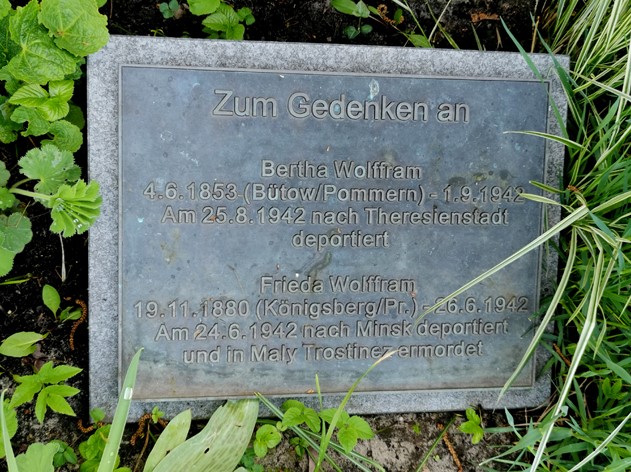 Zum Gedenken an
Bertha Wolffram
4.6.1853 (Bütow/Pommern) - 1.9.1942
Am 25.8.1942 nach Theresienstadt
deportiert
Frieda Wolffram
19.11.1880 (Königsberg/Pr.) - 26.6.1942
Am 24.6.1942 nach Minsk deportiert
und in Maly Trostinez ermordet